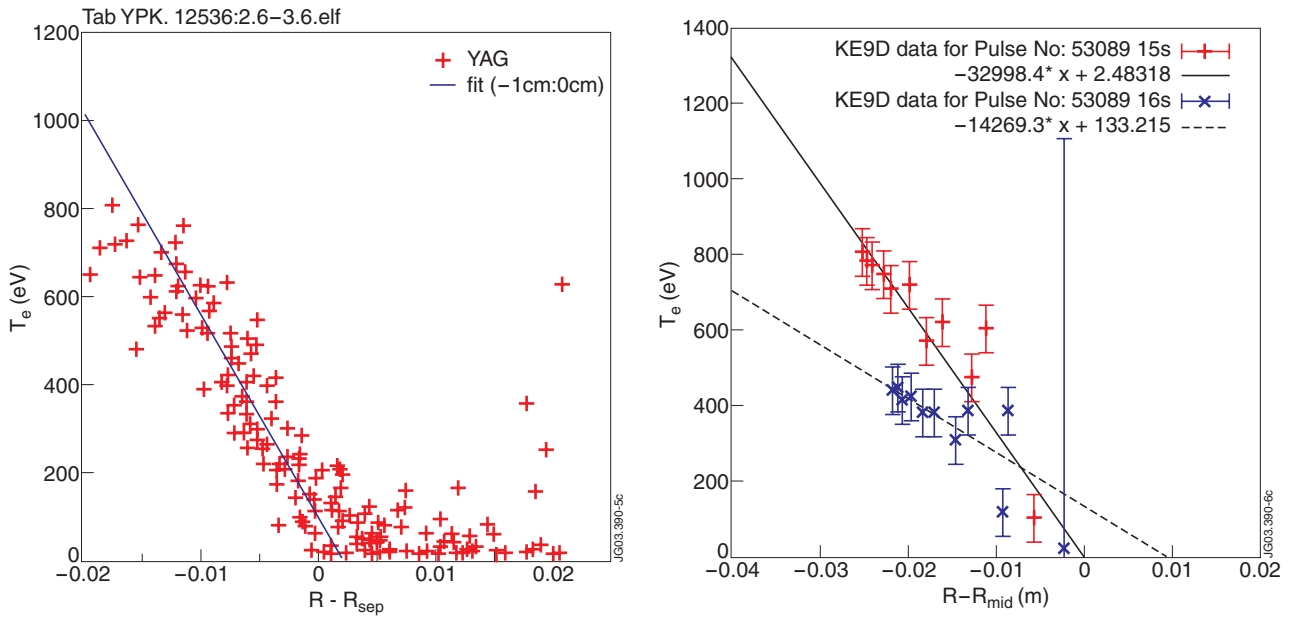 Tab YPK. 12536:2.6–3.6.elf
1200
1000
800
600
400
200
0
Te (eV)
YAG
fit (−1cm:0cm)
−0.02
−0.01
0
0.01
0.02
R - Rsep
JG03.390-5c
1400
1200
1000
800
600
400
200
0
Te (eV)
KE9D data for Pulse No: 53089 15s
−32998.4* x + 2.48318
KE9D data for Pulse No: 53089 16s
−14269.3* x + 133.215
−0.04
−0.03
−0.02
−0.01
0
0.01
0.02
R−Rmid (m)
JG03.390-6c